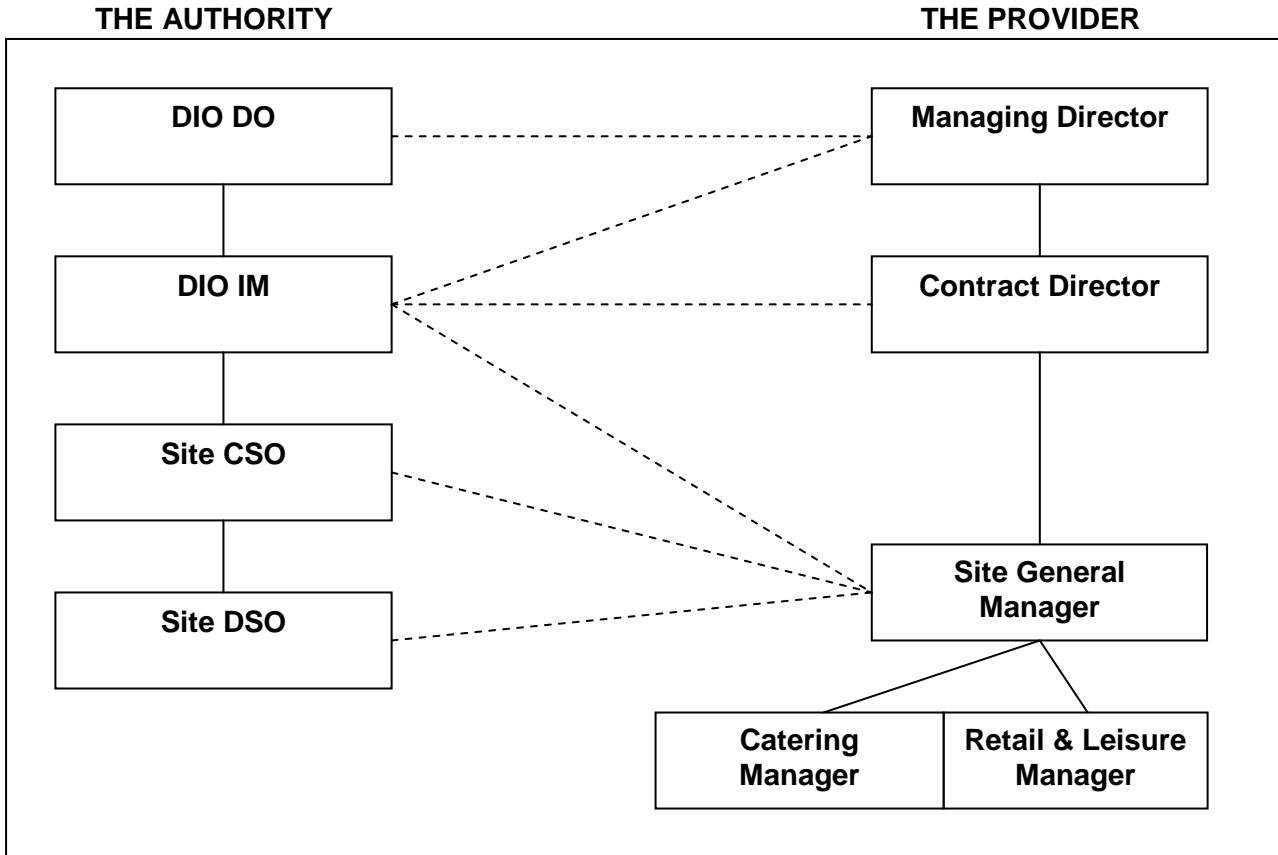 THE AUTHORITY
THE PROVIDER
DIO DO
Managing Director
DIO IM
Contract Director
Site CSO
Site General
Manager
Site DSO
Catering
Manager
Retail & Leisure
Manager